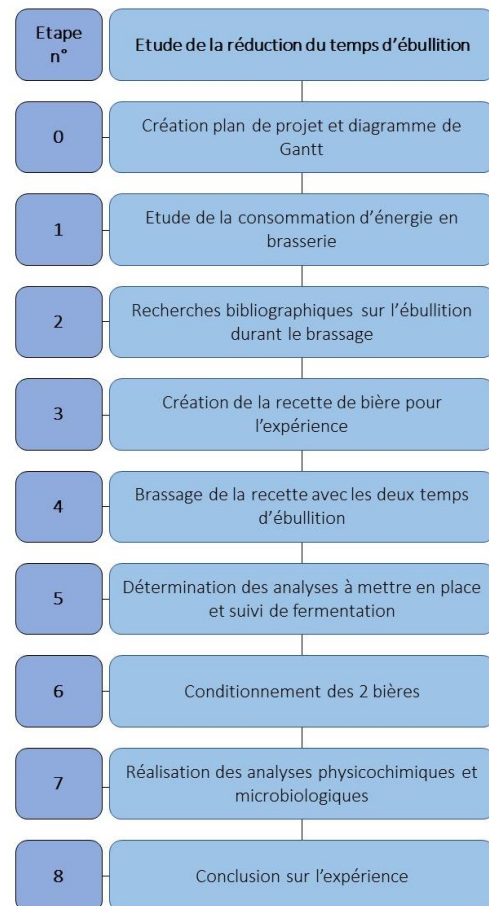 Etape
n°
Etude de la réduction du temps d'ébullition
0
Création plan de projet et diagramme de
Gantt
1
Etude de la consommation d'énergie en
brasserie
2
Recherches bibliographiques sur l'ébullition
durant le brassage
3
Création de la recette de bière pour
l'expérience
4
Brassage de la recette avec les deux temps
d'ébullition
5
Détermination des analyses à mettre en place
et suivi de fermentation
6
Conditionnement des 2 bières
7
Réalisation des analyses physicochimiques et
microbiologiques
8
Conclusion sur l'expérience